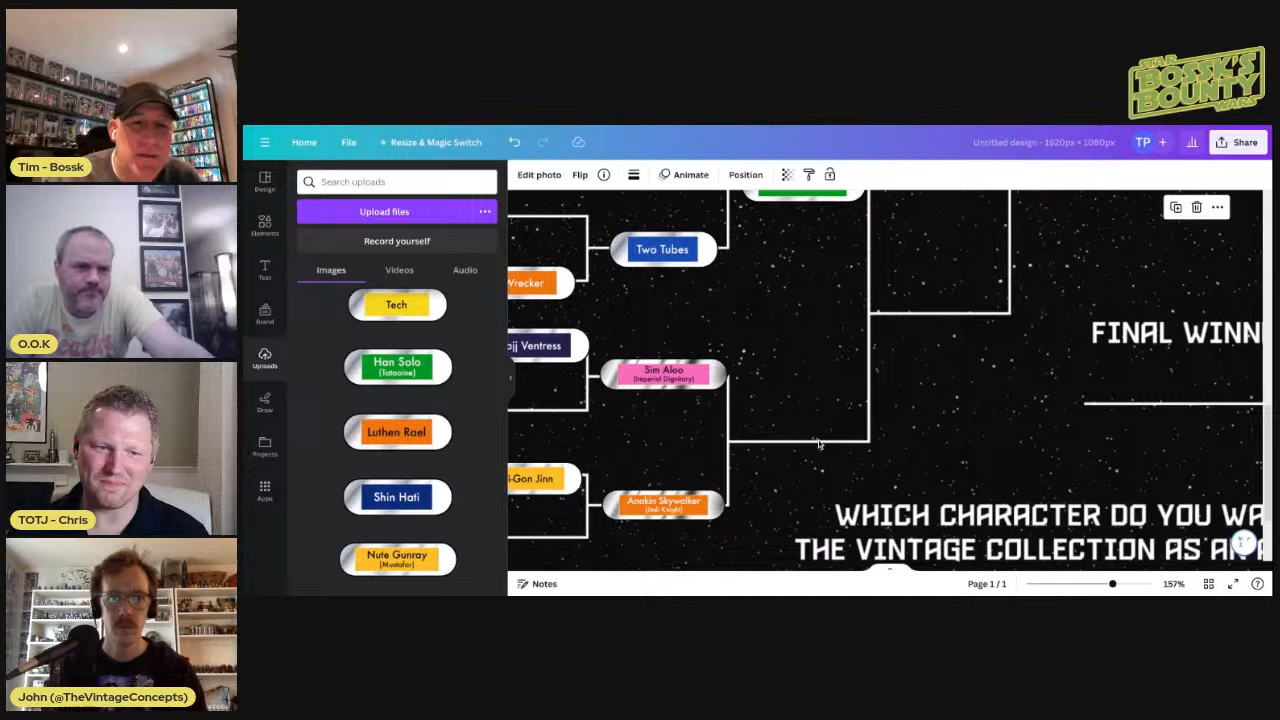 Tim - Bossk
O.O.K
TOTJ - Chris
John (@TheVintageConcepts)
STAR
BOSSK'S
BOUNTY
WARS
Home
File
Resize & Magic Switch
Untitled design - 1920px × 1080px
TP
+
Share
Design
Elements
Text
Brand
Uploads
Draw
Projects
Apps
Search uploads
Upload files
Record yourself
Images
Videos
Audio
Tech
Han Solo
(Tatooine)
Luthen Rael
Shin Hati
Nute Gunray
(Mustafar)
Edit photo
Flip
Animate
Position
Two Tubes
Wrecker
ajj Ventress
Sim Aloo
(Imperial Dignitary)
i-Gon Jinn
Anakin Skywalker
(Jedi Knight)
FINAL WINN
WHICH CHARACTER DO YOU WA
THE VINTAGE COLLECTION AS AN A
Notes
Page 1 / 1
157%